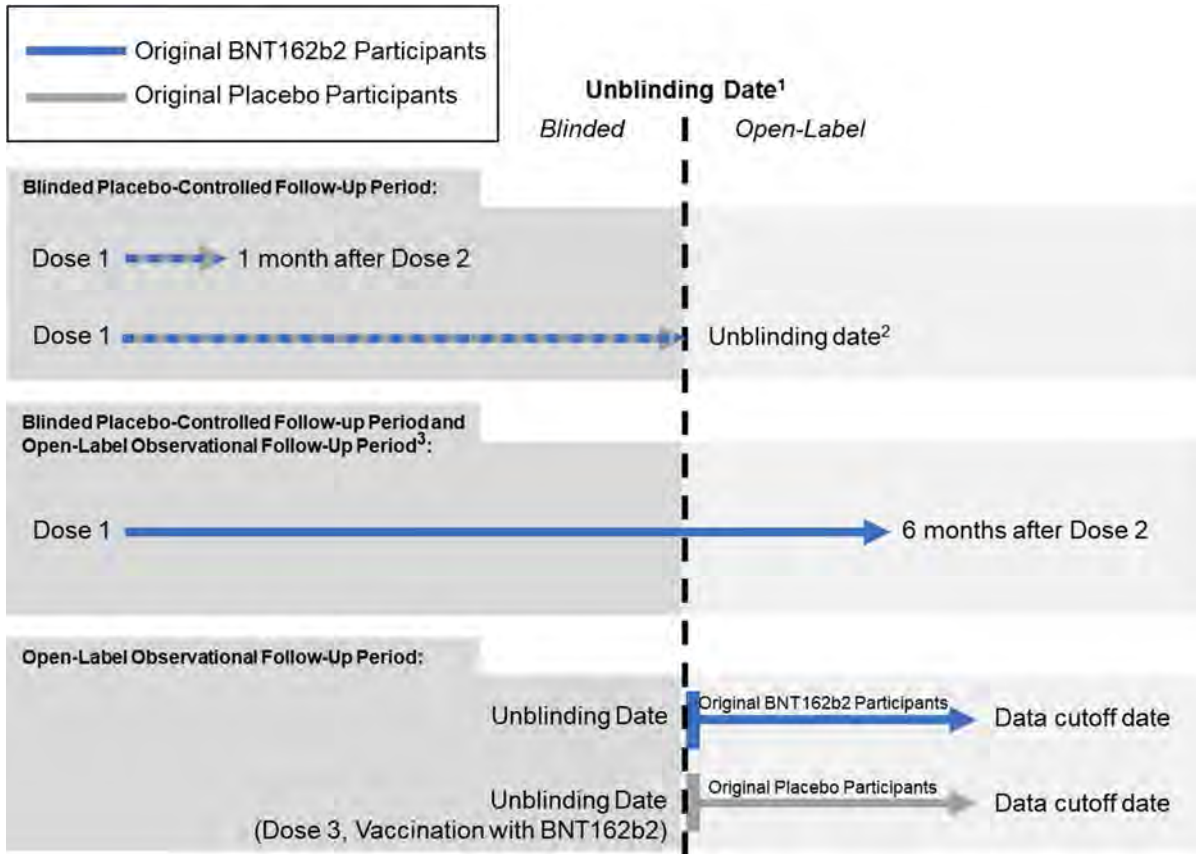 Original BNT162b2 Participants
Original Placebo Participants
Unblinding Date¹
Blinded
Open-Label
Blinded Placebo-Controlled Follow-Up Period:
Dose 1
1 month after Dose 2
Dose 1
Unblinding date²
Blinded Placebo-Controlled Follow-up Period and
Open-Label Observational Follow-Up Period³:
Dose 1
6 months after Dose 2
Open-Label Observational Follow-Up Period:
Unblinding Date
Original BNT162b2 Participants
Data cutoff date
Unblinding Date
(Dose 3, Vaccination with BNT162b2)
Original Placebo Participants
Data cutoff date